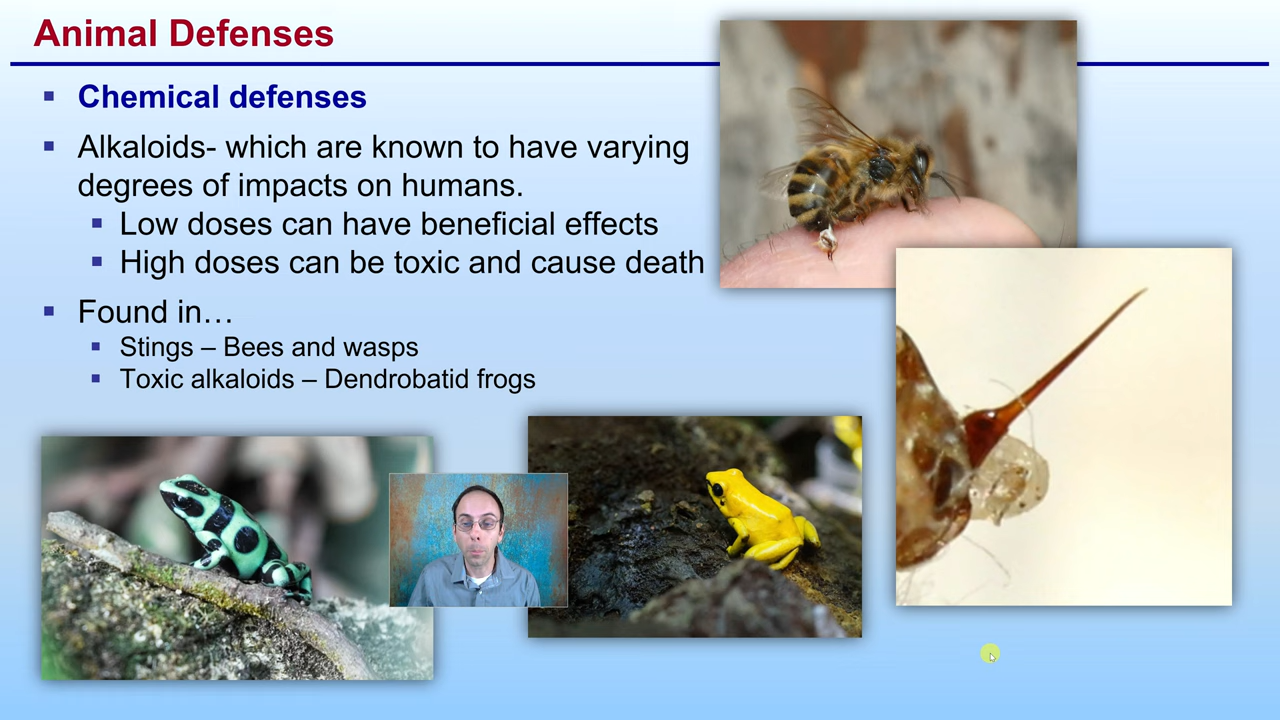 Animal Defenses
Chemical defenses
Alkaloids- which are known to have varying
degrees of impacts on humans.
Low doses can have beneficial effects
High doses can be toxic and cause death
Found in…
Stings – Bees and wasps
Toxic alkaloids – Dendrobatid frogs